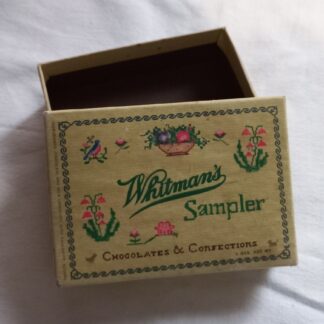 Whitman's
Sampler
CHOCOLATES & CONFECTIONS